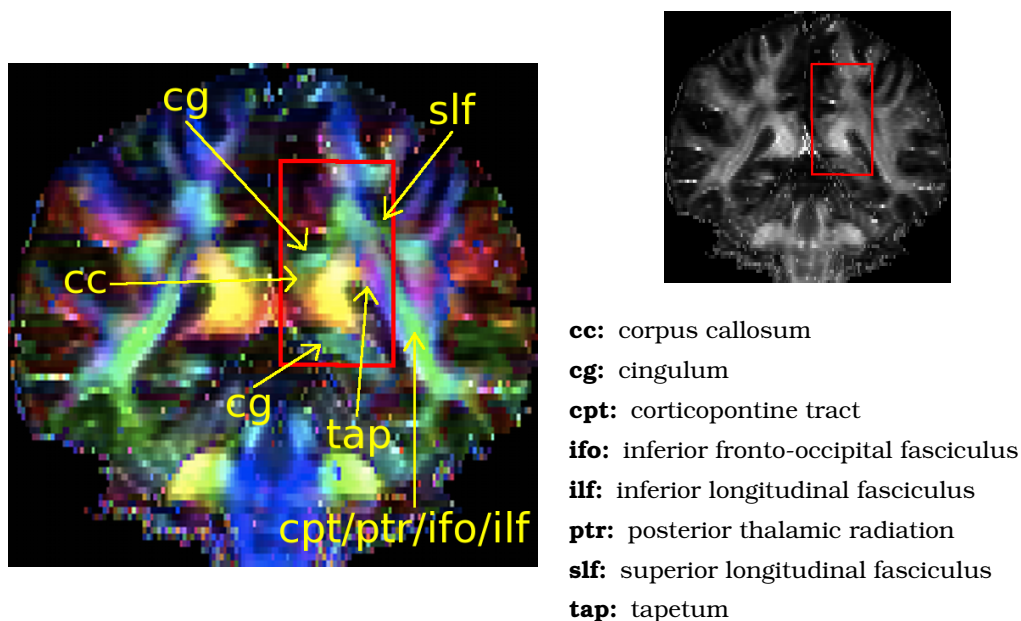 cg
slf
cc
cg
tap
cpt/ptr/ifo/ilf
cc: corpus callosum
cg: cingulum
cpt: corticopontine tract
ifo: inferior fronto-occipital fasciculus
ilf: inferior longitudinal fasciculus
ptr: posterior thalamic radiation
slf: superior longitudinal fasciculus
tap: tapetum